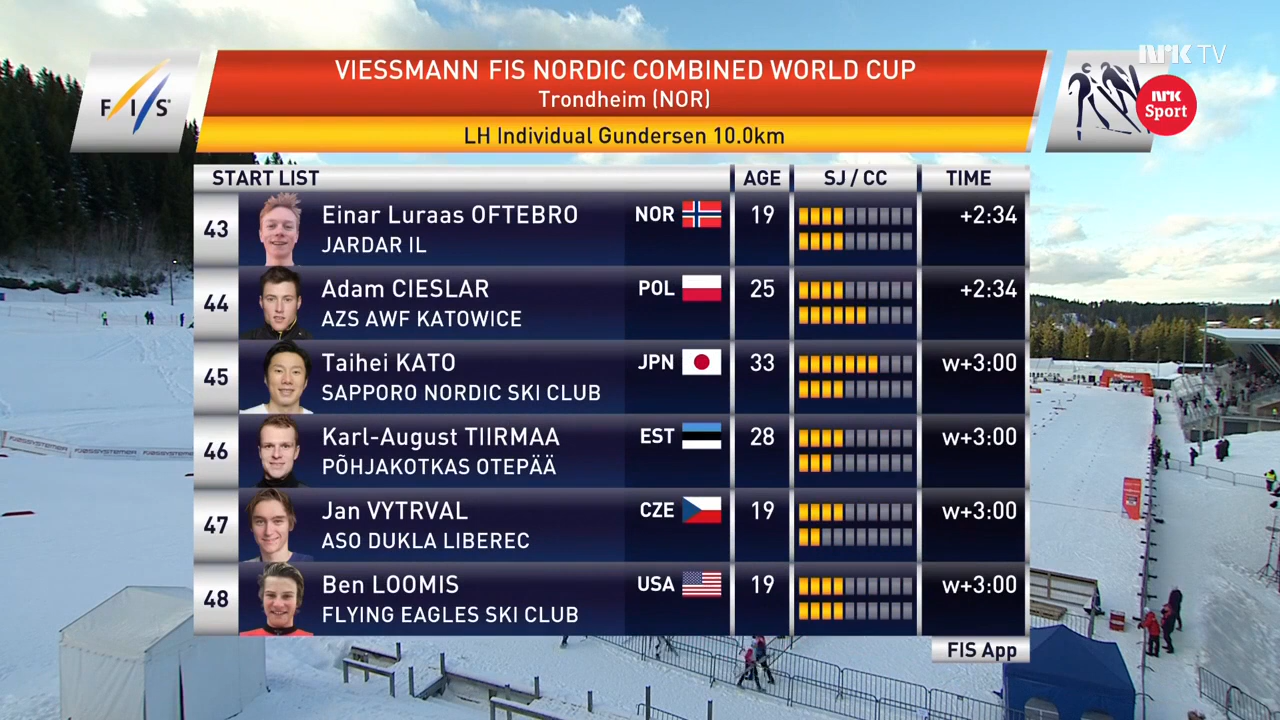 VIESSMANN FIS NORDIC COMBINED WORLD CUP
Trondheim (NOR)
LH Individual Gundersen 10.0km
FIS
NRK TV
NRK Sport
START LIST AGE SJ / CC TIME
43 Einar Luraas OFTEBRO NOR 19 +2:34
JARDAR IL
44 Adam CIESLAR POL 25 +2:34
AZS AWF KATOWICE
45 Taihei KATO JPN 33 w+3:00
SAPPORO NORDIC SKI CLUB
46 Karl-August TIIRMAA EST 28 w+3:00
PÕHJAKOTKAS OTEPÄÄ
47 Jan VYTRVAL CZE 19 w+3:00
ASO DUKLA LIBEREC
48 Ben LOOMIS USA 19 w+3:00
FLYING EAGLES SKI CLUB
FIS App